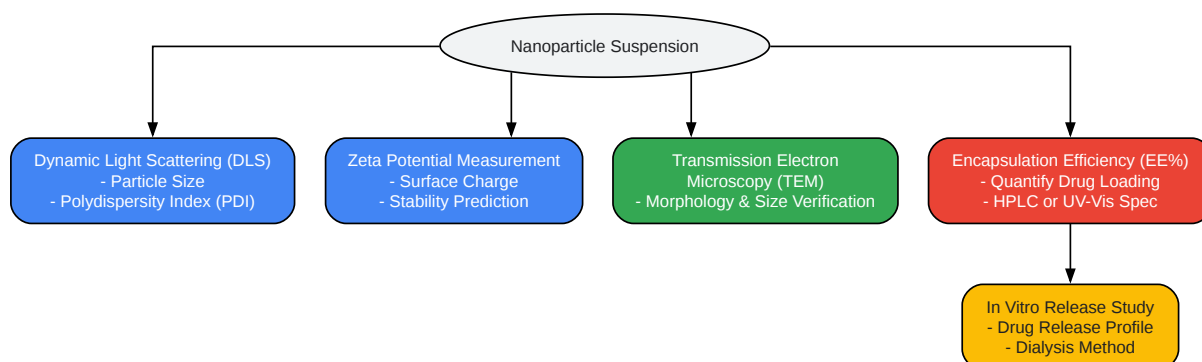 Nanoparticle Suspension
Dynamic Light Scattering (DLS)
- Particle Size
- Polydispersity Index (PDI)
Zeta Potential Measurement
- Surface Charge
- Stability Prediction
Transmission Electron
Microscopy (TEM)
- Morphology & Size Verification
Encapsulation Efficiency (EE%)
- Quantify Drug Loading
- HPLC or UV-Vis Spec
In Vitro Release Study
- Drug Release Profile
- Dialysis Method